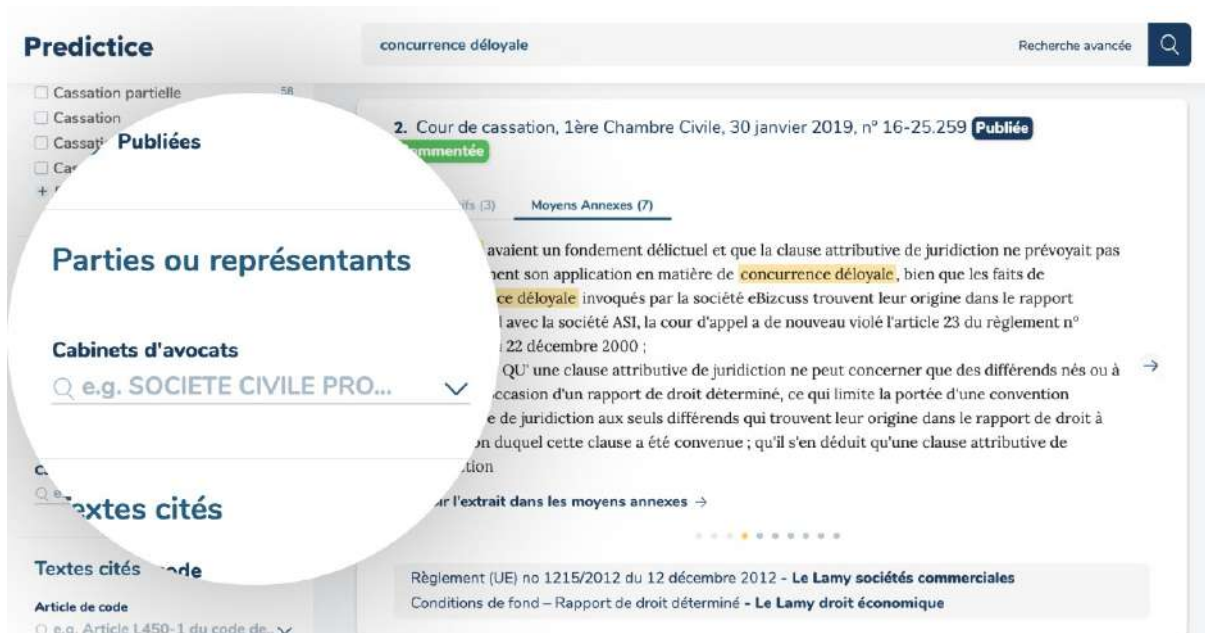 Predictice
concurrence déloyale
Recherche avancée
Cassation partielle 58
Cassation
Publiées
+
Parties ou représentants
Cabinets d'avocats
e.g. SOCIETE CIVILE PRO...
Textes cités
Article de code
e.g. Article L450-1 du code de..
2. Cour de cassation, 1ère Chambre Civile, 30 janvier 2019, n° 16-25.259 Publiée
(3) Moyens Annexes (7)
avaient un fondement délictuel et que la clause attributive de juridiction ne prévoyait pas
son application en matière de concurrence déloyale, bien que les faits de
déloyale invoqués par la société eBizcuss trouvent leur origine dans le rapport
avec la société ASI, la cour d'appel a de nouveau violé l'article 23 du règlement n°
22 décembre 2000 ;
QU' une clause attributive de juridiction ne peut concerner que des différends nés ou à
d'un rapport de droit déterminé, ce qui limite la portée d'une convention
de juridiction aux seuls différends qui trouvent leur origine dans le rapport de droit à
duquel cette clause a été convenue ; qu'il s'en déduit qu'une clause attributive de
l'extrait dans les moyens annexes →
Règlement (UE) no 1215/2012 du 12 décembre 2012 - Le Lamy sociétés commerciales
Conditions de fond – Rapport de droit déterminé - Le Lamy droit économique